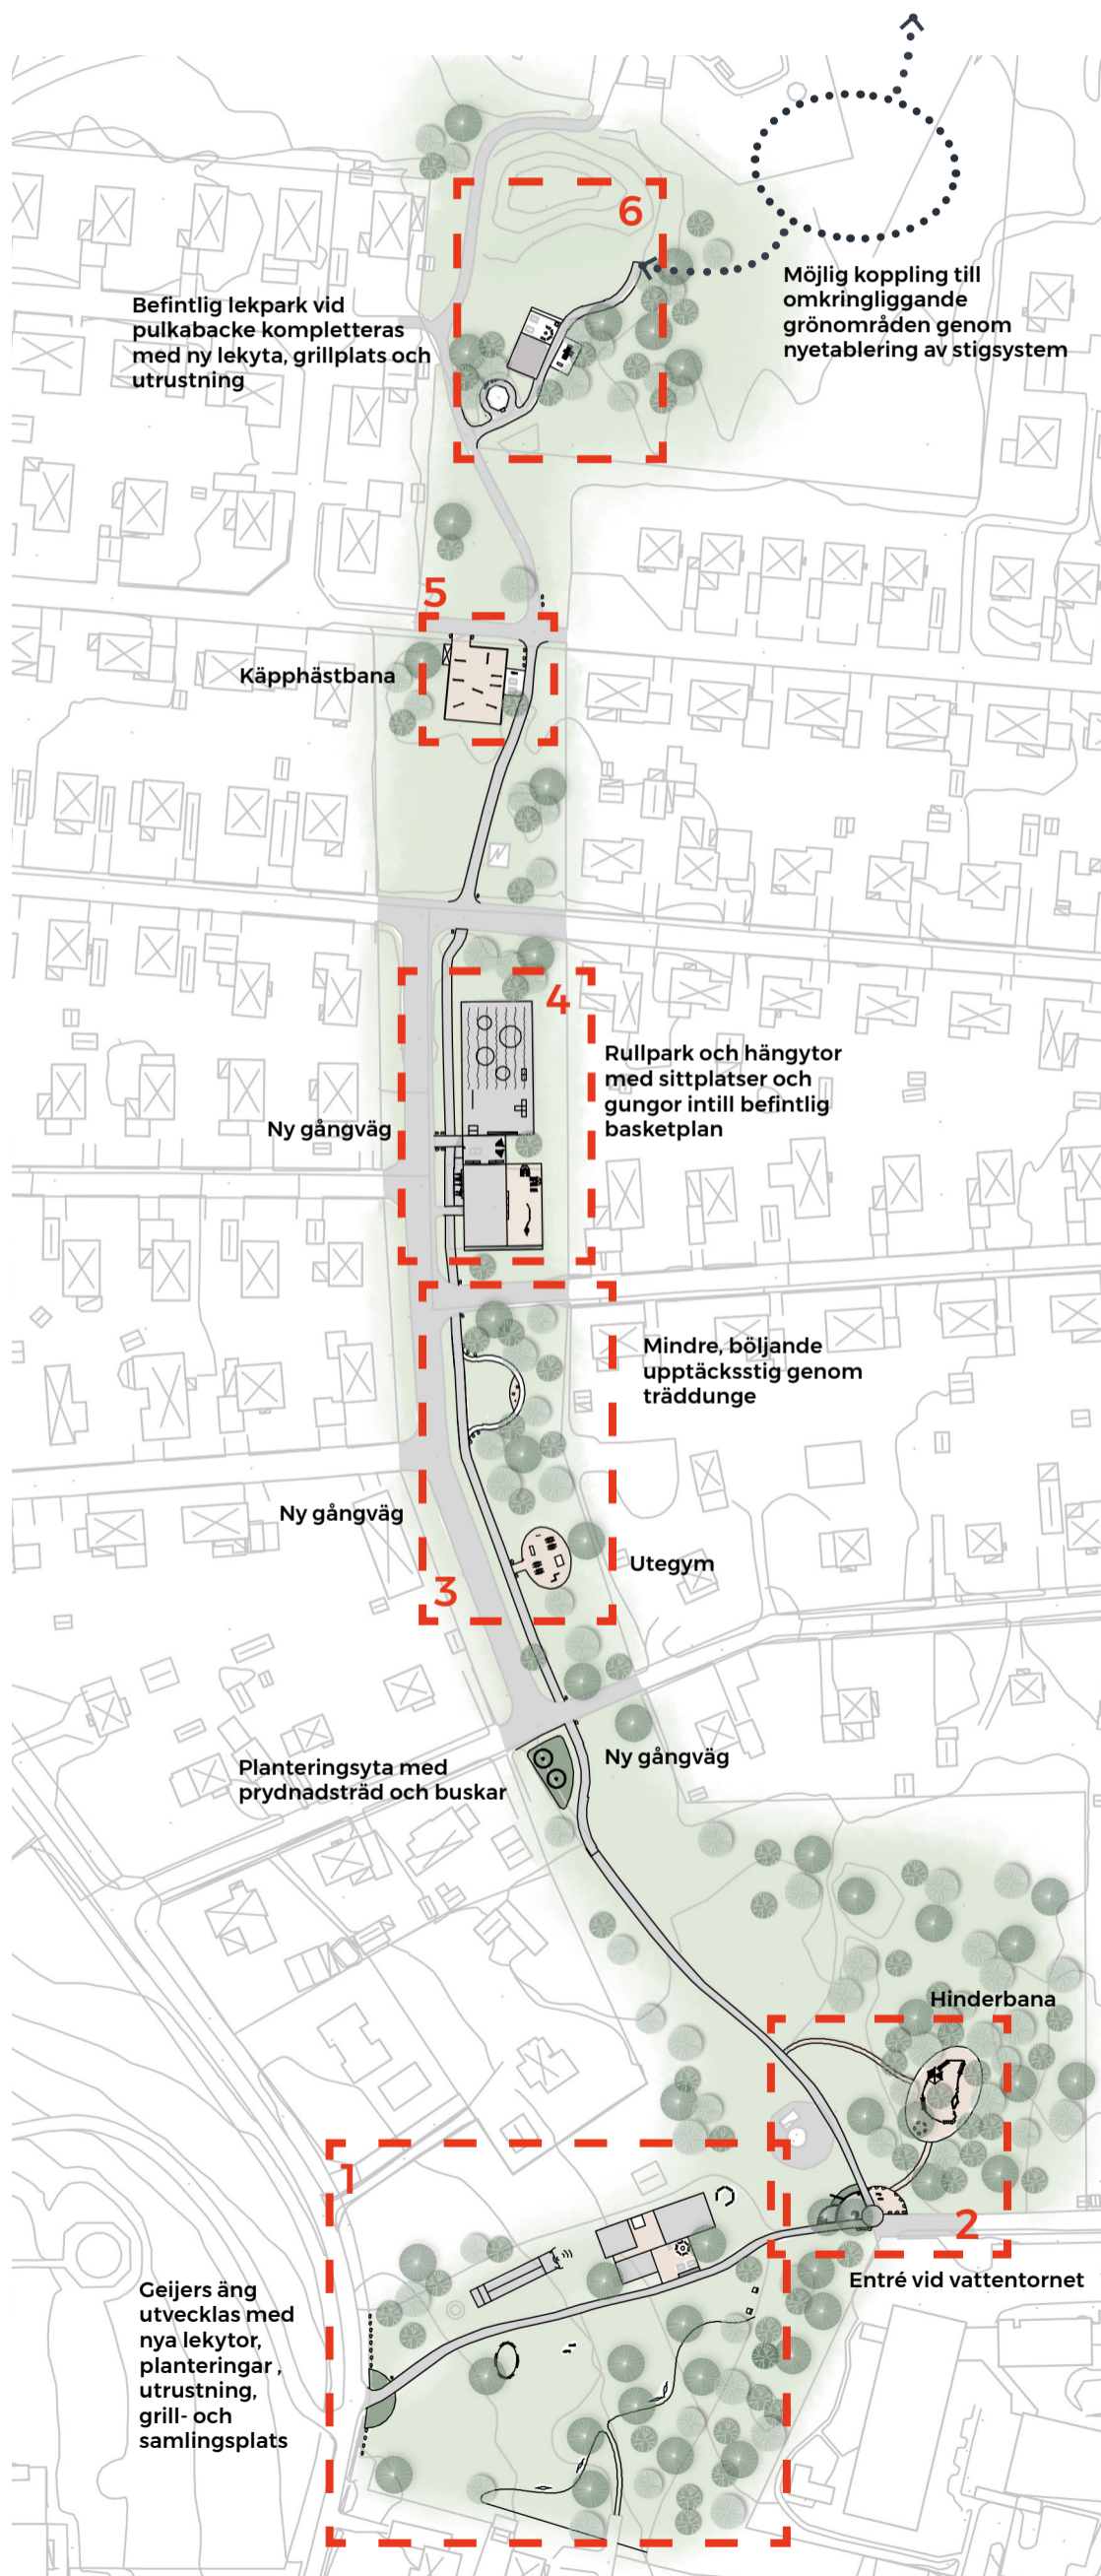 6
Möjlig koppling till
omkringliggande
grönområden genom
nyetablering av stigsystem
Befintlig lekpark vid
pulkabacke kompletteras
med ny lekyta, grillplats och
utrustning
5
Käpphästbana
4
Rullpark och hängytor
med sittplatser och
gungor intill befintlig
basketplan
Ny gångväg
Mindre, böljande
upptäcksstig genom
träddunge
Ny gångväg
Utegym
3
Ny gångväg
Planteringsyta med
prydnadsträd och buskar
Hinderbana
1
2
Entré vid vattentornet
Geijers äng
utvecklas med
nya lekytor,
planteringar ,
utrustning,
grill- och
samlingsplats